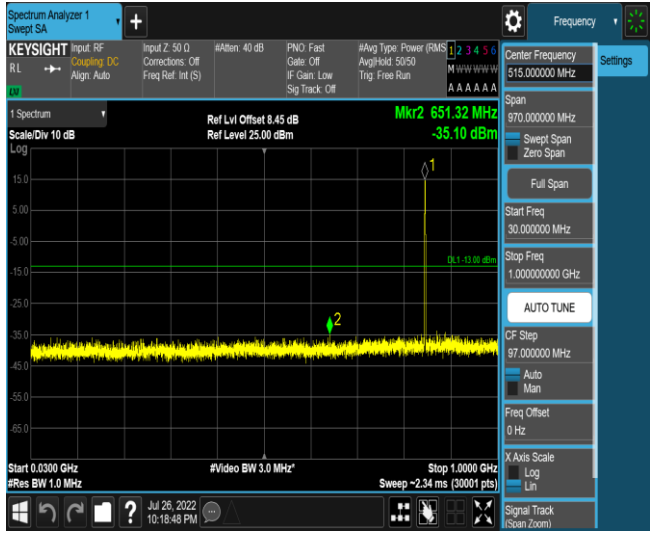 Spectrum Analyzer 1
Swept SA
Frequency
KEYSIGHT
RL
Input: RF
Coupling: DC
Align: Auto
Input Z: 50 Ω
Corrections: Off
Freq Ref: Int (S)
#Atten: 40 dB
PNO: Fast
Gate: Off
IF Gain: Low
Sig Track: Off
#Avg Type: Power (RMS
Avg|Hold: 50/50
Trig: Free Run
1 2 3 4 5 6
M W W W W W
A A A A A A
Center Frequency
515.000000 MHz
Settings
Span
970.000000 MHz
Swept Span
Zero Span
Full Span
Start Freq
30.000000 MHz
Stop Freq
1.000000000 GHz
AUTO TUNE
CF Step
97.000000 MHz
Auto
Man
Freq Offset
0 Hz
X Axis Scale
Log
Lin
Signal Track
(Span Zoom)
1 Spectrum
Scale/Div 10 dB
Ref Lvl Offset 8.45 dB
Ref Level 25.00 dBm
Mkr2 651.32 MHz
-35.10 dBm
Log
15.0
5.00
-5.00
-15.0
-25.0
-35.0
-45.0
-55.0
-65.0
1
DL1 -13.00 dBm
2
Start 0.0300 GHz
#Res BW 1.0 MHz
#Video BW 3.0 MHz*
Stop 1.0000 GHz
Sweep ~2.34 ms (30001 pts)
Jul 26, 2022
10:18:48 PM